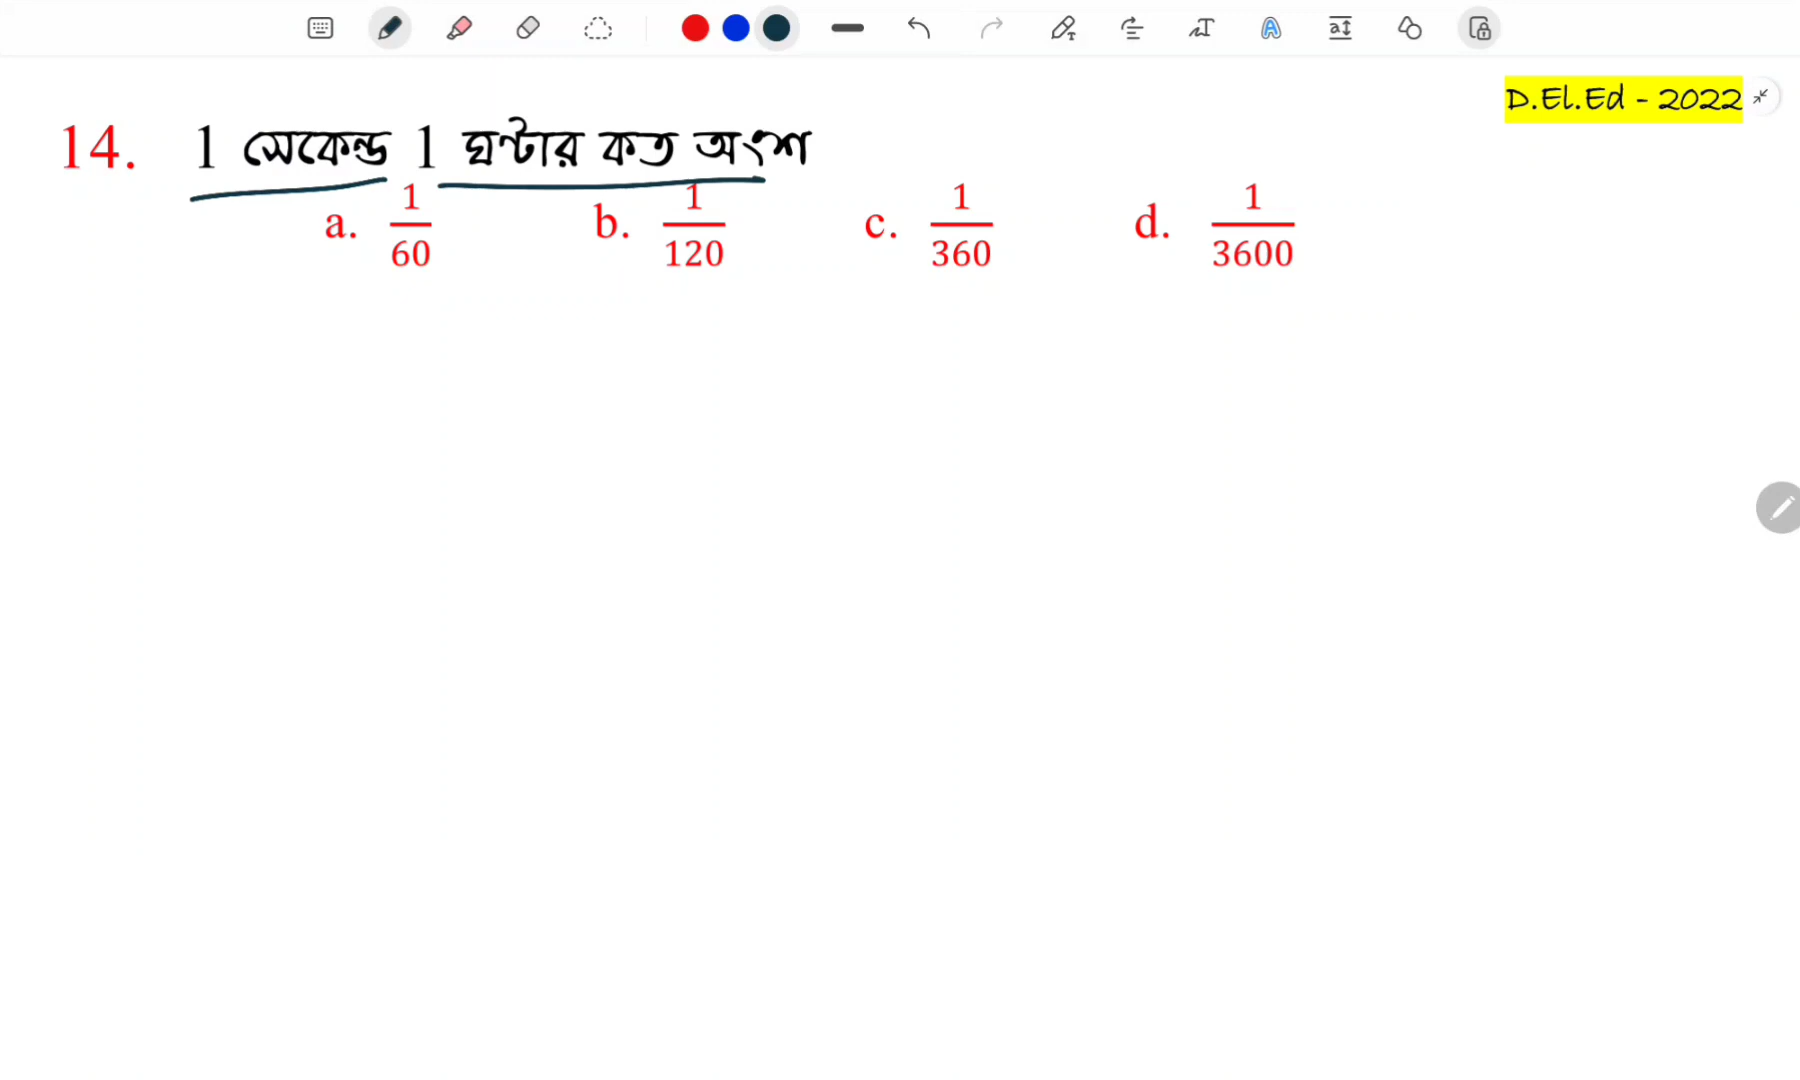 D.El.Ed - 2022
14. 1 সেকেন্ড 1 ঘন্টার কত অংশ
a. 1/60 b. 1/120 c. 1/360 d. 1/3600